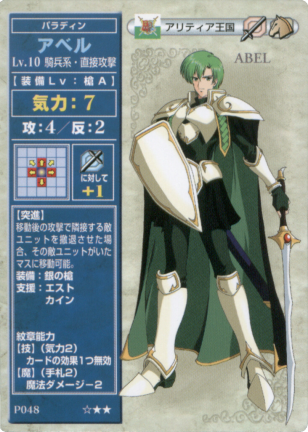 パラディン
アベル
Lv.10 騎兵系・直接攻撃
【装備Lv：槍A】
気力：7
攻：4／反：2
に対して
+1
【突進】
移動後の攻撃で隣接する敵
ユニットを撤退させた場
合、その敵ユニットがいた
マスに移動可能。
装備：銀の槍
支援：エスト
カイン
紋章能力
【技】（気力2）
カードの効果1つ無効
【魔】（手札2）
魔法ダメージ−2
P048
☆★★
アリティア王国
ABEL